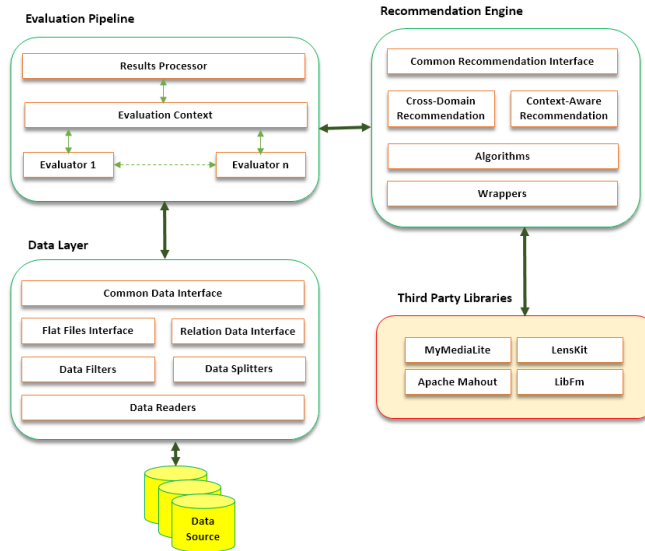 Evaluation Pipeline
Results Processor
Evaluation Context
Evaluator 1
Evaluator n
Recommendation Engine
Common Recommendation Interface
Cross-Domain
Recommendation
Context-Aware
Recommendation
Algorithms
Wrappers
Data Layer
Common Data Interface
Flat Files Interface
Relation Data Interface
Data Filters
Data Splitters
Data Readers
Third Party Libraries
MyMediaLite
LensKit
Apache Mahout
LibFm
Data
Source